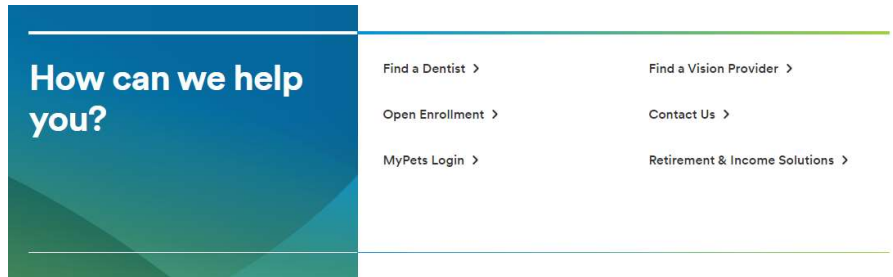 How can we help
you?
Find a Dentist
Find a Vision Provider
Open Enrollment
Contact Us
MyPets Login
Retirement & Income Solutions